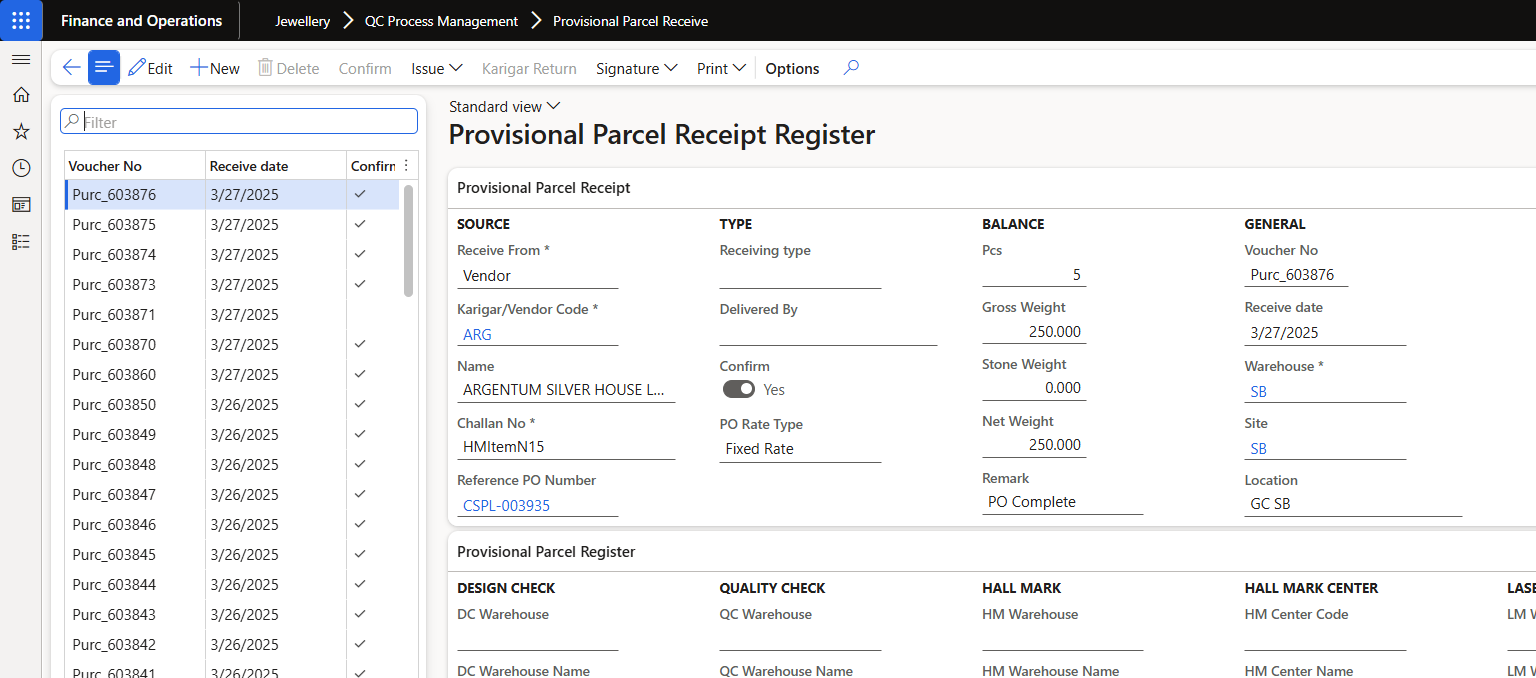 Finance and Operations
Jewellery > QC Process Management > Provisional Parcel Receive
Edit New Delete Confirm Issue Karigar Return Signature Print Options
Filter
Voucher No Receive date Confirm
Purc_603876 3/27/2025
Purc_603875 3/27/2025
Purc_603874 3/27/2025
Purc_603873 3/27/2025
Purc_603871 3/27/2025
Purc_603870 3/27/2025
Purc_603860 3/27/2025
Purc_603850 3/26/2025
Purc_603849 3/26/2025
Purc_603848 3/26/2025
Purc_603847 3/26/2025
Purc_603846 3/26/2025
Purc_603845 3/26/2025
Purc_603844 3/26/2025
Purc_603843 3/26/2025
Purc_603842 3/26/2025
Purc_603841 3/26/2025
Standard view
Provisional Parcel Receipt Register
Provisional Parcel Receipt
SOURCE
Receive From *
Vendor
Karigar/Vendor Code *
ARG
Name
ARGENTUM SILVER HOUSE L...
Challan No *
HMItemN15
Reference PO Number
CSPL-003935
TYPE
Receiving type
Delivered By
Confirm
Yes
PO Rate Type
Fixed Rate
BALANCE
Pcs
5
Gross Weight
250.000
Stone Weight
0.000
Net Weight
250.000
Remark
PO Complete
GENERAL
Voucher No
Purc_603876
Receive date
3/27/2025
Warehouse *
SB
Site
SB
Location
GC SB
Provisional Parcel Register
DESIGN CHECK
DC Warehouse
DC Warehouse Name
QUALITY CHECK
QC Warehouse
QC Warehouse Name
HALL MARK
HM Warehouse
HM Warehouse Name
HALL MARK CENTER
HM Center Code
HM Center Name
LM
LM